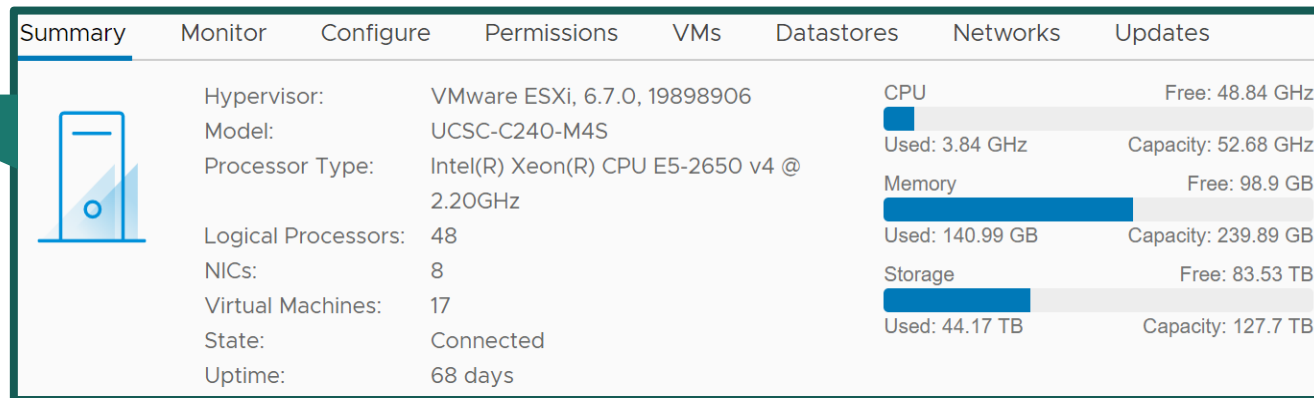 Summary Monitor Configure Permissions VMs Datastores Networks Updates
Hypervisor: VMware ESXi, 6.7.0, 19898906
Model: UCSC-C240-M4S
Processor Type: Intel(R) Xeon(R) CPU E5-2650 v4 @
2.20GHz
Logical Processors: 48
NICs: 8
Virtual Machines: 17
State: Connected
Uptime: 68 days
CPU Free: 48.84 GHz
Used: 3.84 GHz Capacity: 52.68 GHz
Memory Free: 98.9 GB
Used: 140.99 GB Capacity: 239.89 GB
Storage Free: 83.53 TB
Used: 44.17 TB Capacity: 127.7 TB